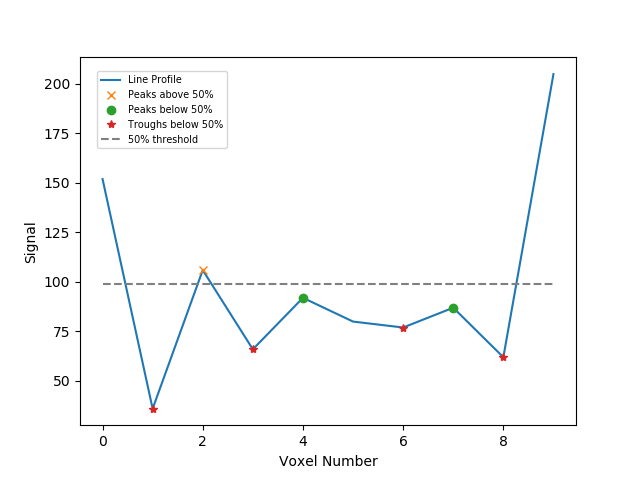 Line Profile
Peaks above 50%
Peaks below 50%
Troughs below 50%
50% threshold
200
175
150
125
100
75
50
Signal
0
2
4
6
8
Voxel Number